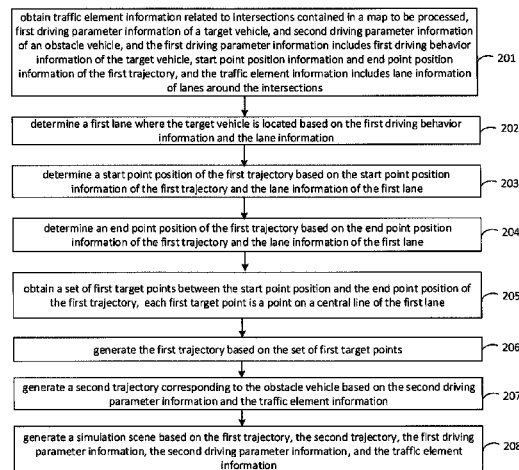 obtain traffic element information related to intersections contained in a map to be processed,
first driving parameter information of a target vehicle, and second driving parameter information
of an obstacle vehicle, and the first driving parameter information includes first driving behavior
information of the target vehicle, start point position information and end point position
information of the first trajectory, and the traffic element information includes lane information
of lanes around the intersections
201
determine a first lane where the target vehicle is located based on the first driving behavior
information and the lane information
202
determine a start point position of the first trajectory based on the start point position
information of the first trajectory and the lane information of the first lane
203
determine an end point position of the first trajectory based on the end point position
information of the first trajectory and the lane information of the first lane
204
obtain a set of first target points between the start point position and the end point position of
the first trajectory, each first target point is a point on a central line of the first lane
205
generate the first trajectory based on the set of first target points
206
generate a second trajectory corresponding to the obstacle vehicle based on the second driving
parameter information and the traffic element information
207
generate a simulation scene based on the first trajectory, the second trajectory, the first driving
parameter information, the second driving parameter information, and the traffic element
information
208